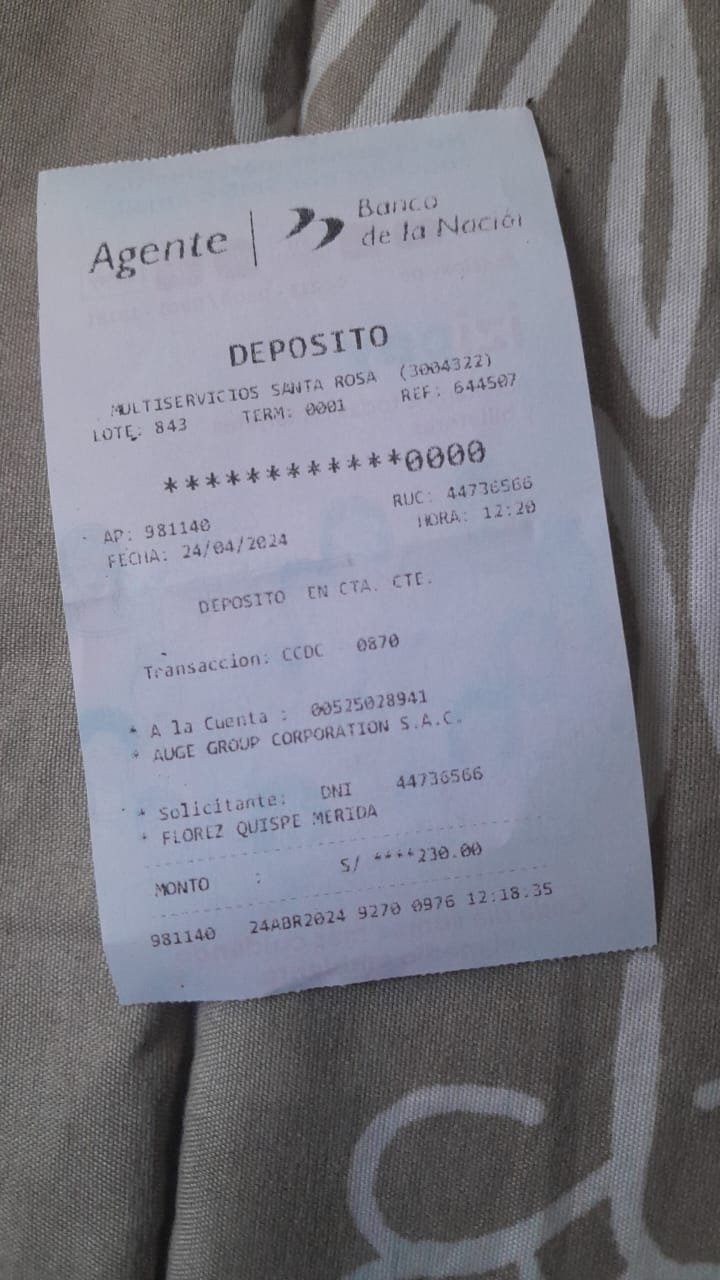 Agente | Banco
de la Nación
DEPOSITO
MULTISERVICIOS SANTA ROSA (3004322)
LOTE: 843 TERM: 0001 REF: 644507
************0000
AP: 981140 RUC: 44736566
FECHA: 24/04/2024 HORA: 12:20
DEPOSITO EN CTA. CTE.
Transaccion: CCDC 0870
* A la Cuenta : 00525028941
* AUGE GROUP CORPORATION S.A.C.
* Solicitante: DNI 44736566
* FLOREZ QUISPE MERIDA
MONTO : S/ ****230.00
981140 24ABR2024 9270 0976 12:18:35